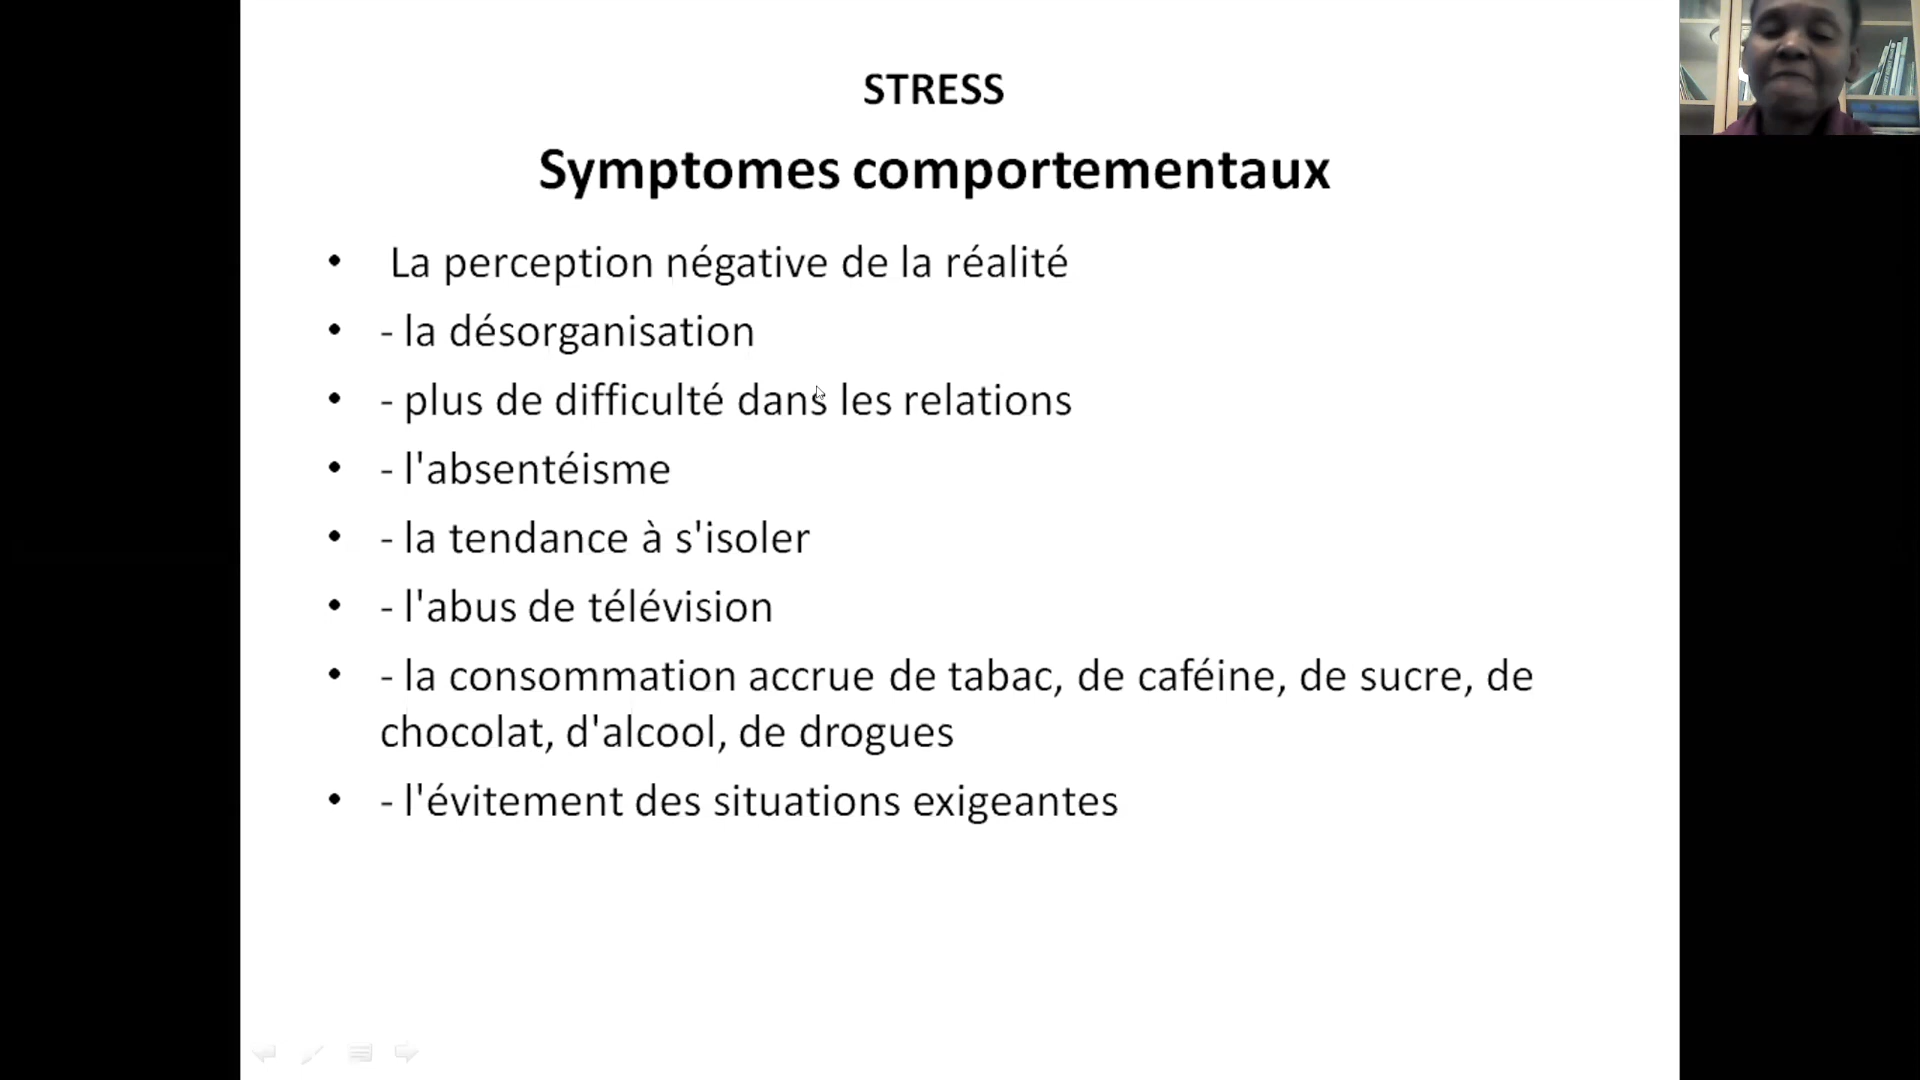 STRESS
Symptomes comportementaux
• La perception négative de la réalité
• - la désorganisation
• - plus de difficulté dans les relations
• - l'absentéisme
• - la tendance à s'isoler
• - l'abus de télévision
• - la consommation accrue de tabac, de caféine, de sucre, de
chocolat, d'alcool, de drogues
• - l'évitement des situations exigeantes